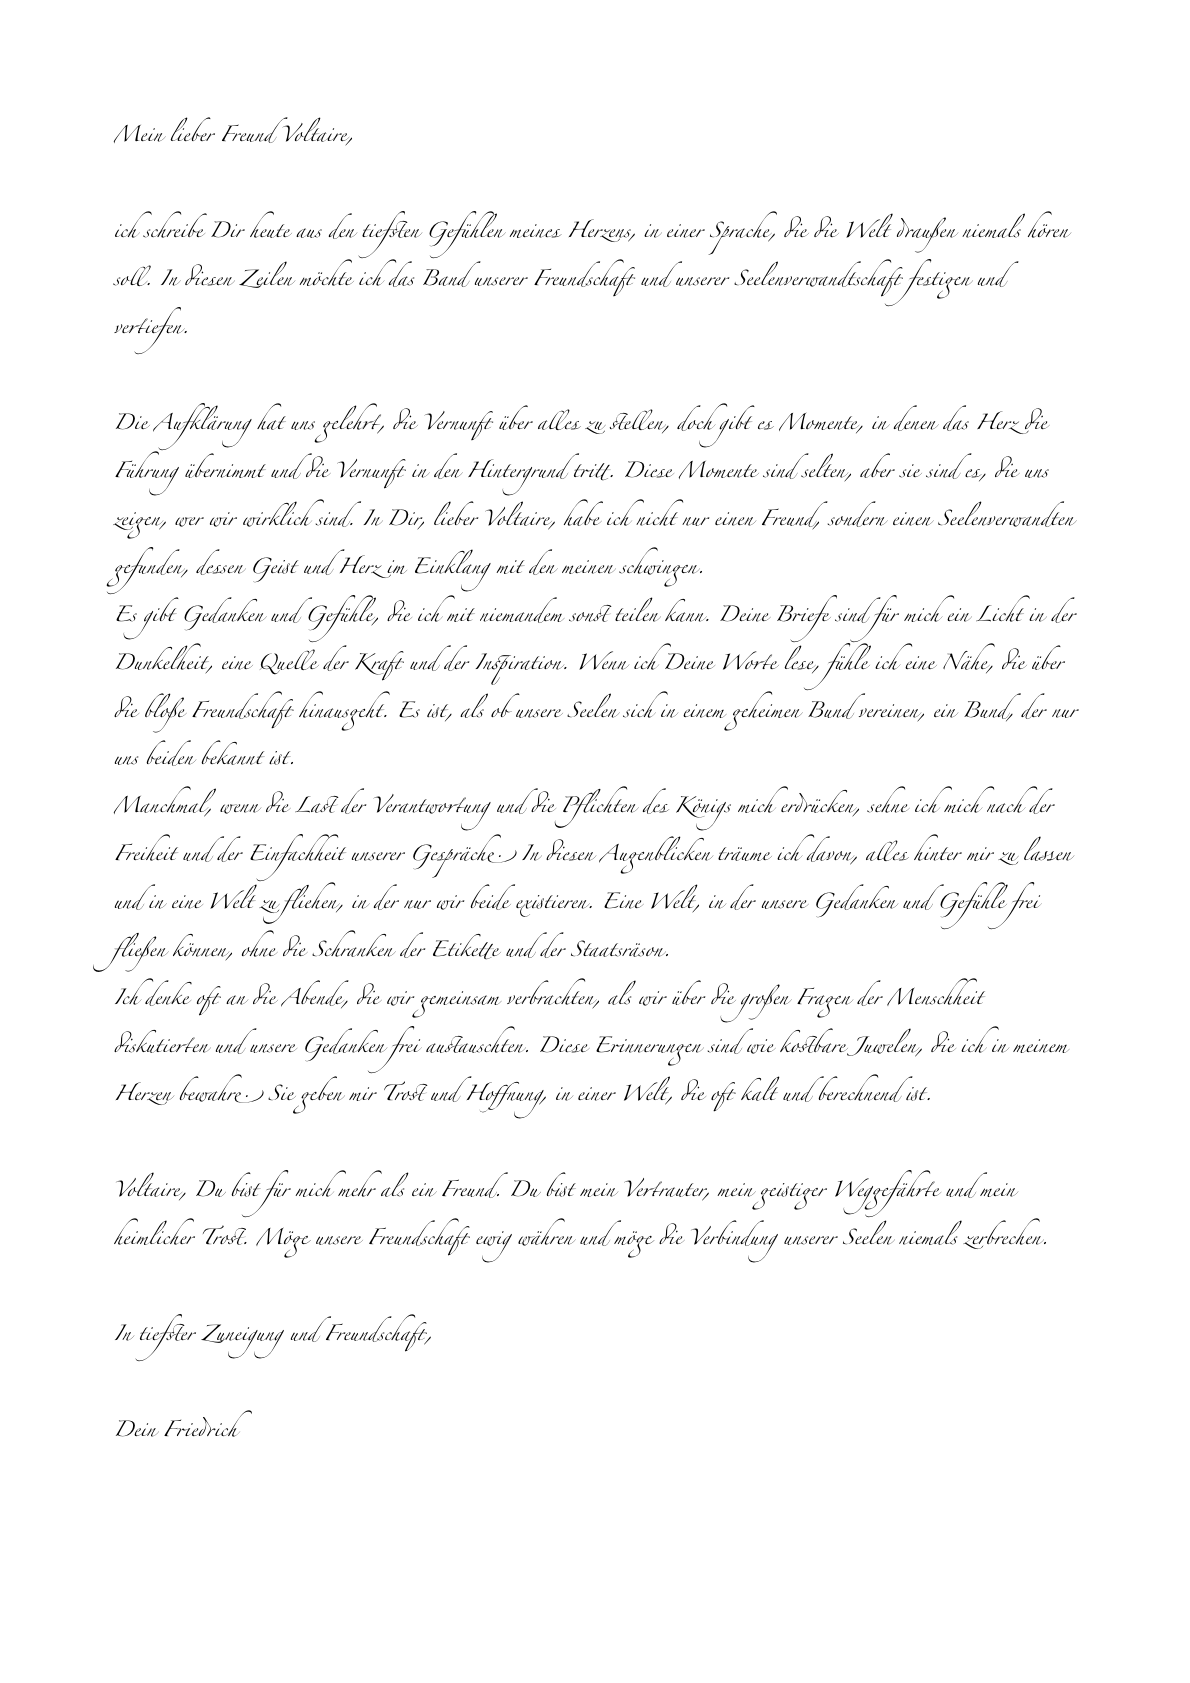 Mein lieber Freund Voltaire,
ich schreibe Dir heute aus den tiefsten Gefühlen meines Herzens, in einer Sprache, die die Welt draußen niemals hören
soll. In diesen Zeilen möchte ich das Band unserer Freundschaft und unserer Seelenverwandtschaft festigen und
vertiefen.
Die Aufklärung hat uns gelehrt, die Vernunft über alles zu stellen, doch gibt es Momente, in denen das Herz die
Führung übernimmt und die Vernunft in den Hintergrund tritt. Diese Momente sind selten, aber sie sind es, die uns
zeigen, wer wir wirklich sind. In Dir, lieber Voltaire, habe ich nicht nur einen Freund, sondern einen Seelenverwandten
gefunden, dessen Geist und Herz im Einklang mit den meinen schwingen.
Es gibt Gedanken und Gefühle, die ich mit niemandem sonst teilen kann. Deine Briefe sind für mich ein Licht in der
Dunkelheit, eine Quelle der Kraft und der Inspiration. Wenn ich Deine Worte lese, fühle ich eine Nähe, die über
die bloße Freundschaft hinausgeht. Es ist, als ob unsere Seelen sich in einem geheimen Bund vereinen, ein Bund, der nur
uns beiden bekannt ist.
Manchmal, wenn die Last der Verantwortung und die Pflichten des Königs mich erdrücken, sehne ich mich nach der
Freiheit und der Einfachheit unserer Gespräche. In diesen Augenblicken träume ich davon, alles hinter mir zu lassen
und in eine Welt zu fliehen, in der nur wir beide existieren. Eine Welt, in der unsere Gedanken und Gefühle frei
fließen können, ohne die Schranken der Etikette und der Staatsräson.
Ich denke oft an die Abende, die wir gemeinsam verbrachten, als wir über die großen Fragen der Menschheit
diskutierten und unsere Gedanken frei austauschten. Diese Erinnerungen sind wie kostbare Juwelen, die ich in meinem
Herzen bewahre. Sie geben mir Trost und Hoffnung, in einer Welt, die oft kalt und berechnend ist.
Voltaire, Du bist für mich mehr als ein Freund. Du bist mein Vertrauter, mein geistiger Weggefährte und mein
heimlicher Trost. Möge unsere Freundschaft ewig währen und möge die Verbindung unserer Seelen niemals zerbrechen.
In tiefster Zuneigung und Freundschaft,
Dein Friedrich